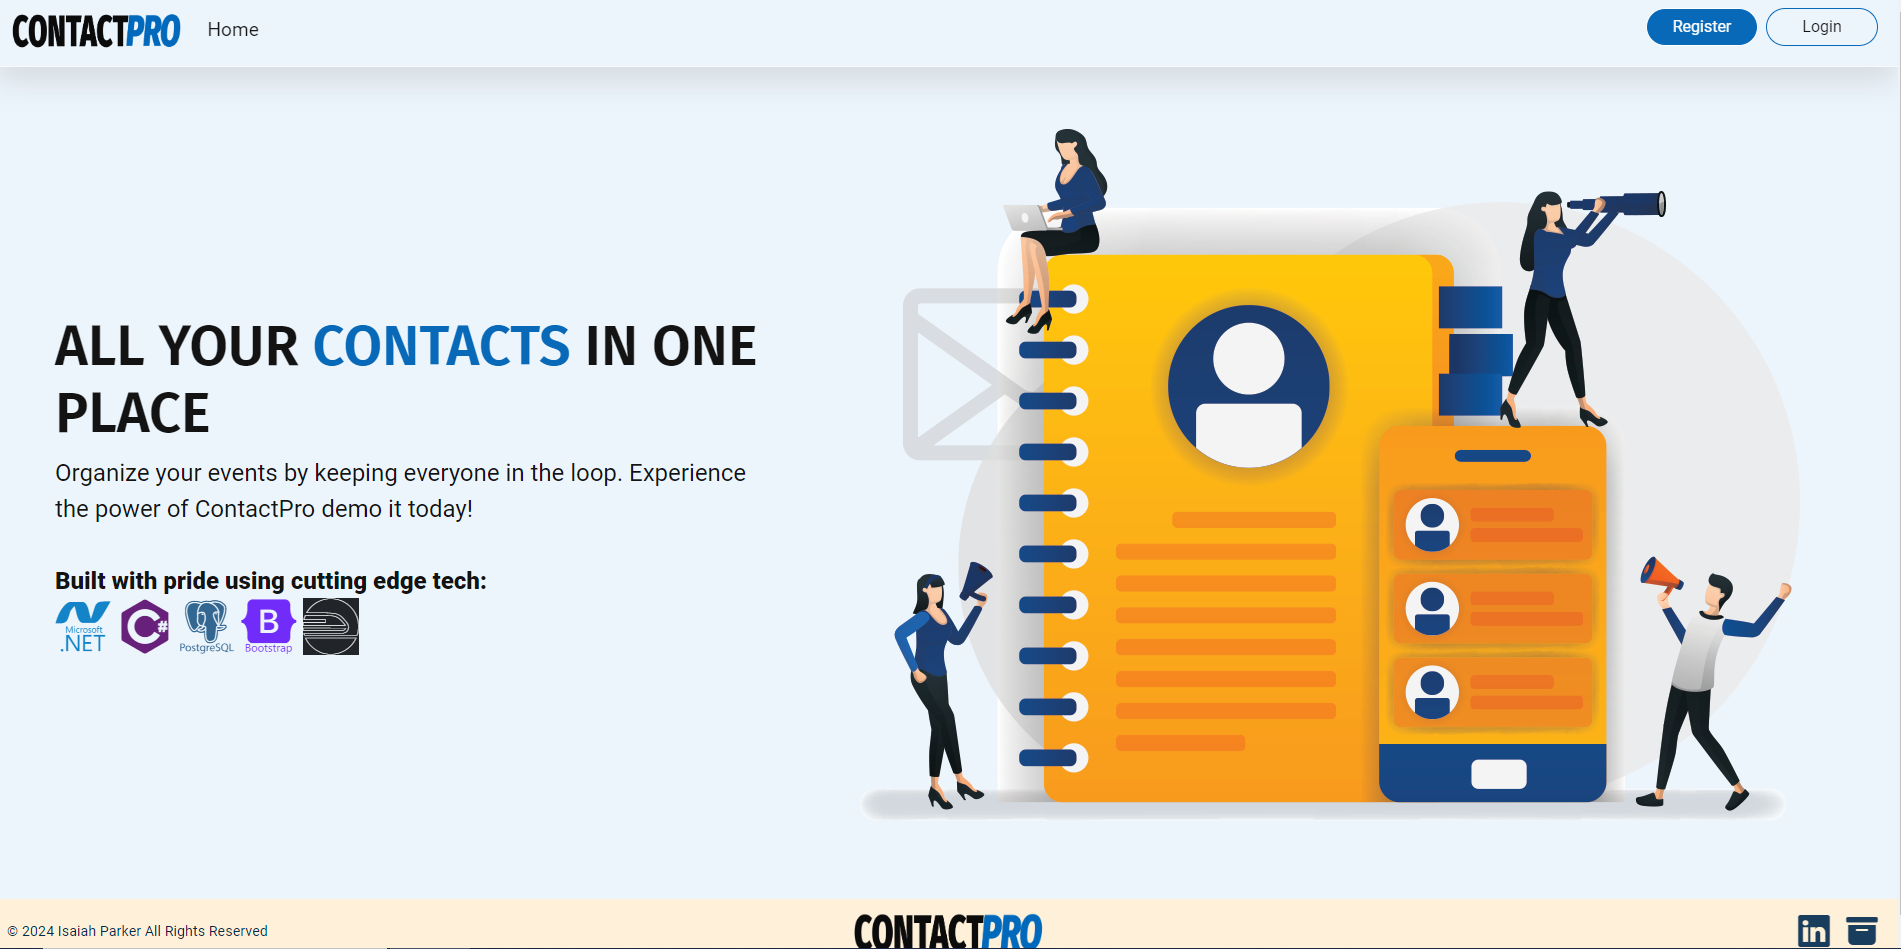 CONTACTPRO
Home
Register
Login
ALL YOUR CONTACTS IN ONE
PLACE
Organize your events by keeping everyone in the loop. Experience
the power of ContactPro demo it today!
Built with pride using cutting edge tech:
Microsoft
.NET
C#
PostgreSQL
B
Bootstrap
© 2024 Isaiah Parker All Rights Reserved
CONTACTPRO
in